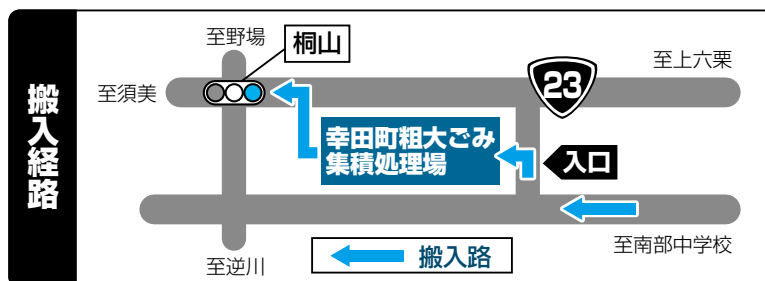 搬入経路
至野場
桐山
至須美
23
至上六栗
幸田町粗大ごみ
集積処理場
入口
至南部中学校
至逆川
搬入路